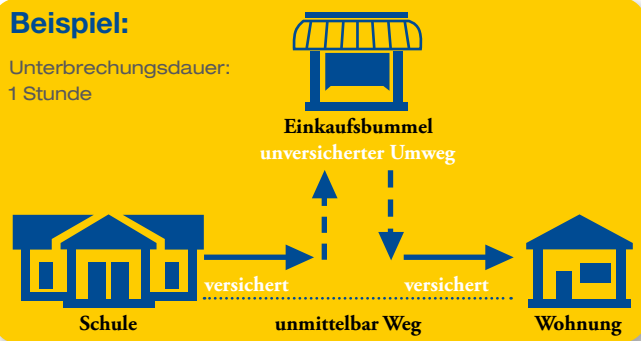 Beispiel:
Unterbrechungsdauer:
1 Stunde
Einkaufsbummel
unversicherter Umweg
versichert
versichert
Schule
unmittelbar Weg
Wohnung